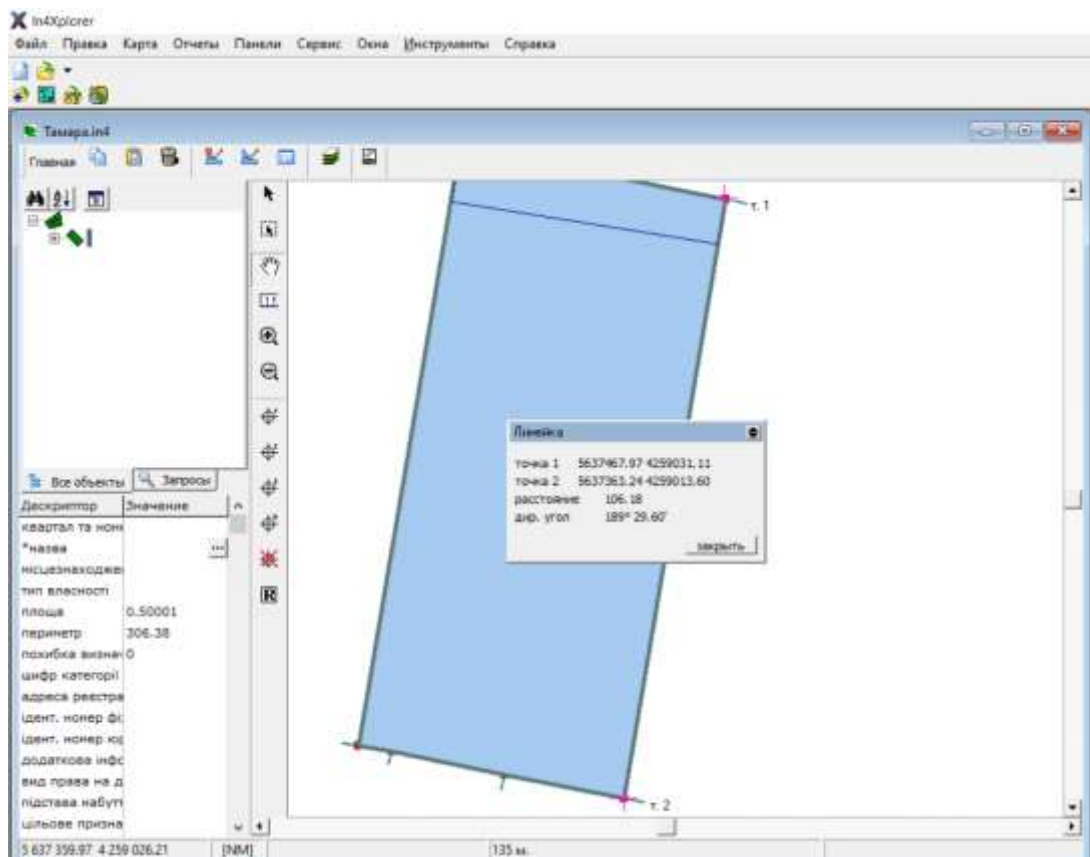 In4Xplorer
Файл Правка Карта Отчеты Панели Сервис Окна Инструменты Справка
Тамара.in4
Главная
т. 1
Линейка
точка 1 5637467.97 4259031.11
точка 2 5637363.24 4259013.60
расстояние 106.18
дир. угол 189° 29.60'
закрыть
Все объекты Запросы
Дескриптор Значение
квартал та ном
*назва ...
місцезнаходже
тип власності
площа 0.50001
периметр 306.38
похибка визнач 0
шифр категорії
адреса реєстра
ідент. номер фі
ідент. номер юр
додаткова інфо
вид права на д
підстава набут
цільове призна
т. 2
5 637 359.97 4 259 026.21 [NM] 135 м.